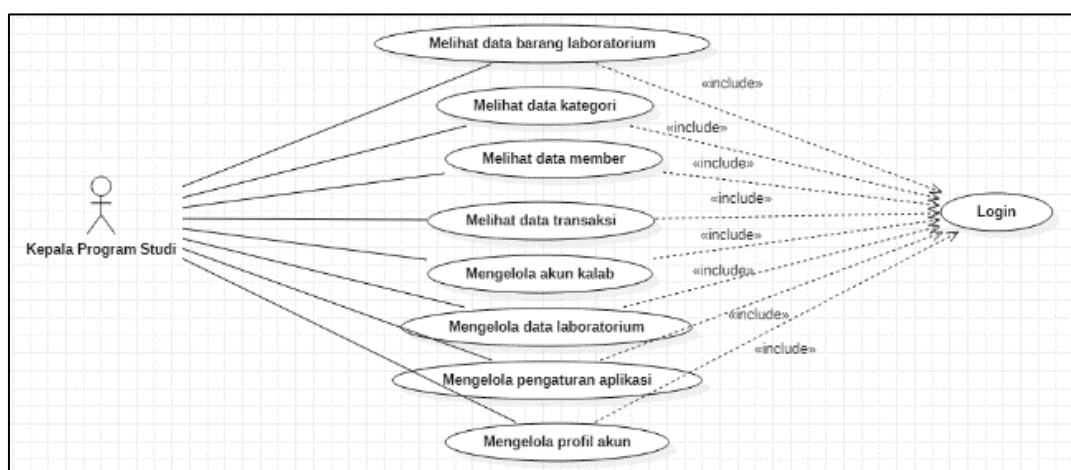 Melihat data barang laboratorium
«include»
Melihat data kategori
«include»
Melihat data member
«include»
Login
Melihat data transaksi
«include»
Kepala Program Studi
«include»
Mengelola akun kalab
«include»
Mengelola data laboratorium
«include»
Mengelola pengaturan aplikasi
«include»
Mengelola profil akun